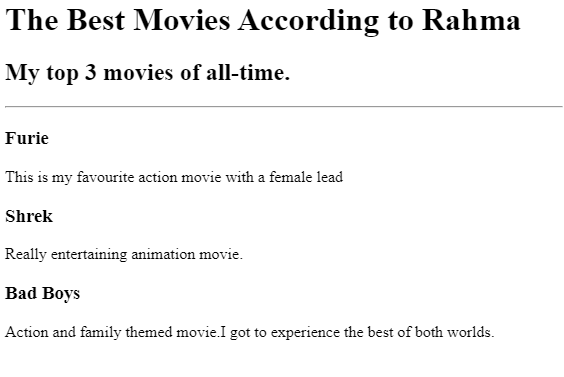 The Best Movies According to Rahma
My top 3 movies of all-time.
Furie
This is my favourite action movie with a female lead
Shrek
Really entertaining animation movie.
Bad Boys
Action and family themed movie.I got to experience the best of both worlds.